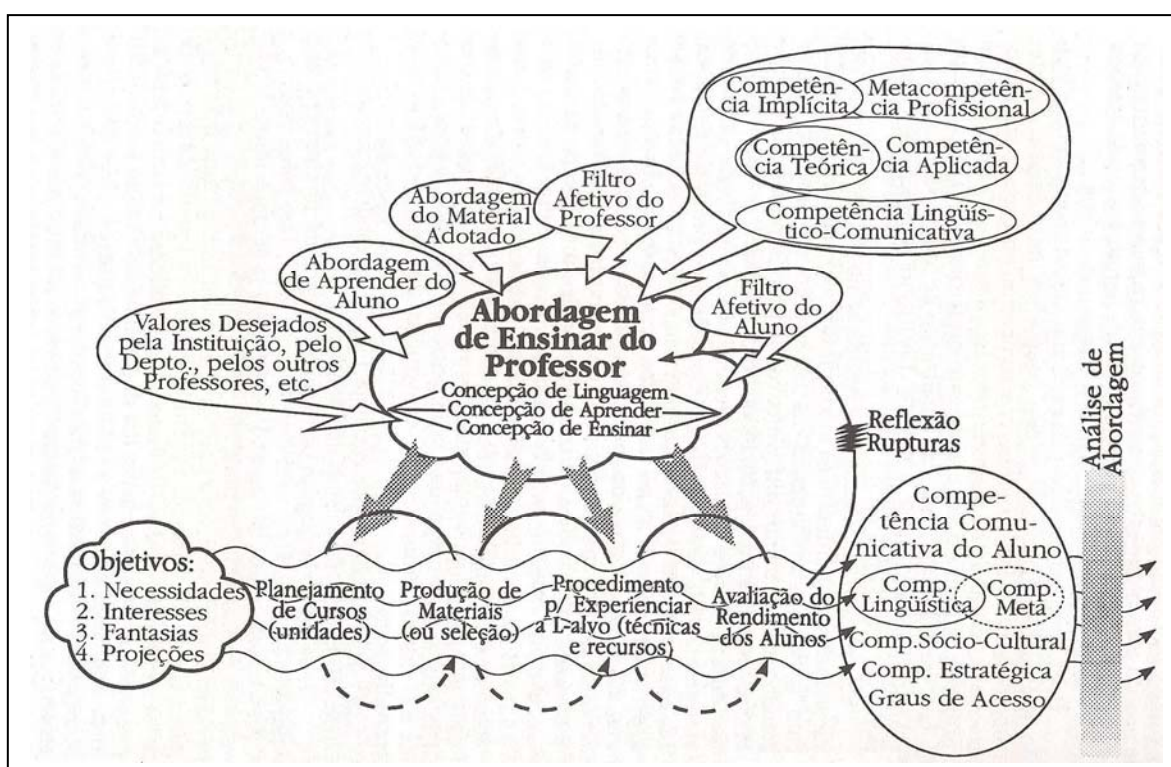 Competên-
cia Implícita
Metacompetên-
cia Profissional
Competên-
cia Teórica
Competên-
cia Aplicada
Competência Lingüís-
tico-Comunicativa
Filtro
Afetivo do
Professor
Abordagem
do Material
Adotado
Abordagem
de Aprender do
Aluno
Valores Desejados
pela Instituição, pelo
Depto., pelos outros
Professores, etc.
Filtro
Afetivo do
Aluno
Abordagem
de Ensinar do
Professor
Concepção de Linguagem
Concepção de Aprender
Concepção de Ensinar
Reflexão
Rupturas
Análise de
Abordagem
Objetivos:
1. Necessidades
2. Interesses
3. Fantasias
4. Projeções
Planejamento
de Cursos
(unidades)
Produção de
Materiais
(ou seleção)
Procedimento
p/ Experienciar
a L-alvo (técnicas
e recursos)
Avaliação do
Rendimento
dos Alunos
Compe-
tência Comu-
nicativa do Aluno
Comp.
Lingüística
Comp.
Meta
Comp.Sócio-Cultural
Comp. Estratégica
Graus de Acesso